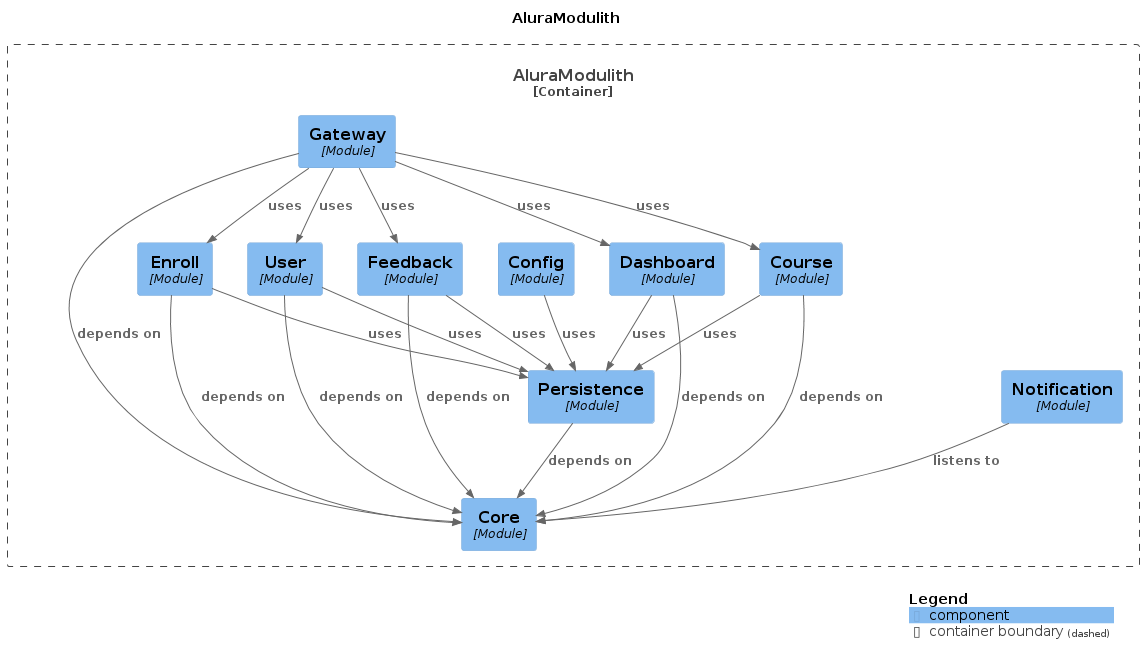 AluraModulith
AluraModulith
[Container]
Gateway
[Module]
uses
uses
uses
uses
uses
Enroll
[Module]
User
[Module]
Feedback
[Module]
Config
[Module]
Dashboard
[Module]
Course
[Module]
depends on
uses
uses
uses
uses
uses
uses
Persistence
[Module]
Notification
[Module]
depends on
depends on
depends on
depends on
depends on
depends on
listens to
Core
[Module]
Legend
component
container boundary (dashed)